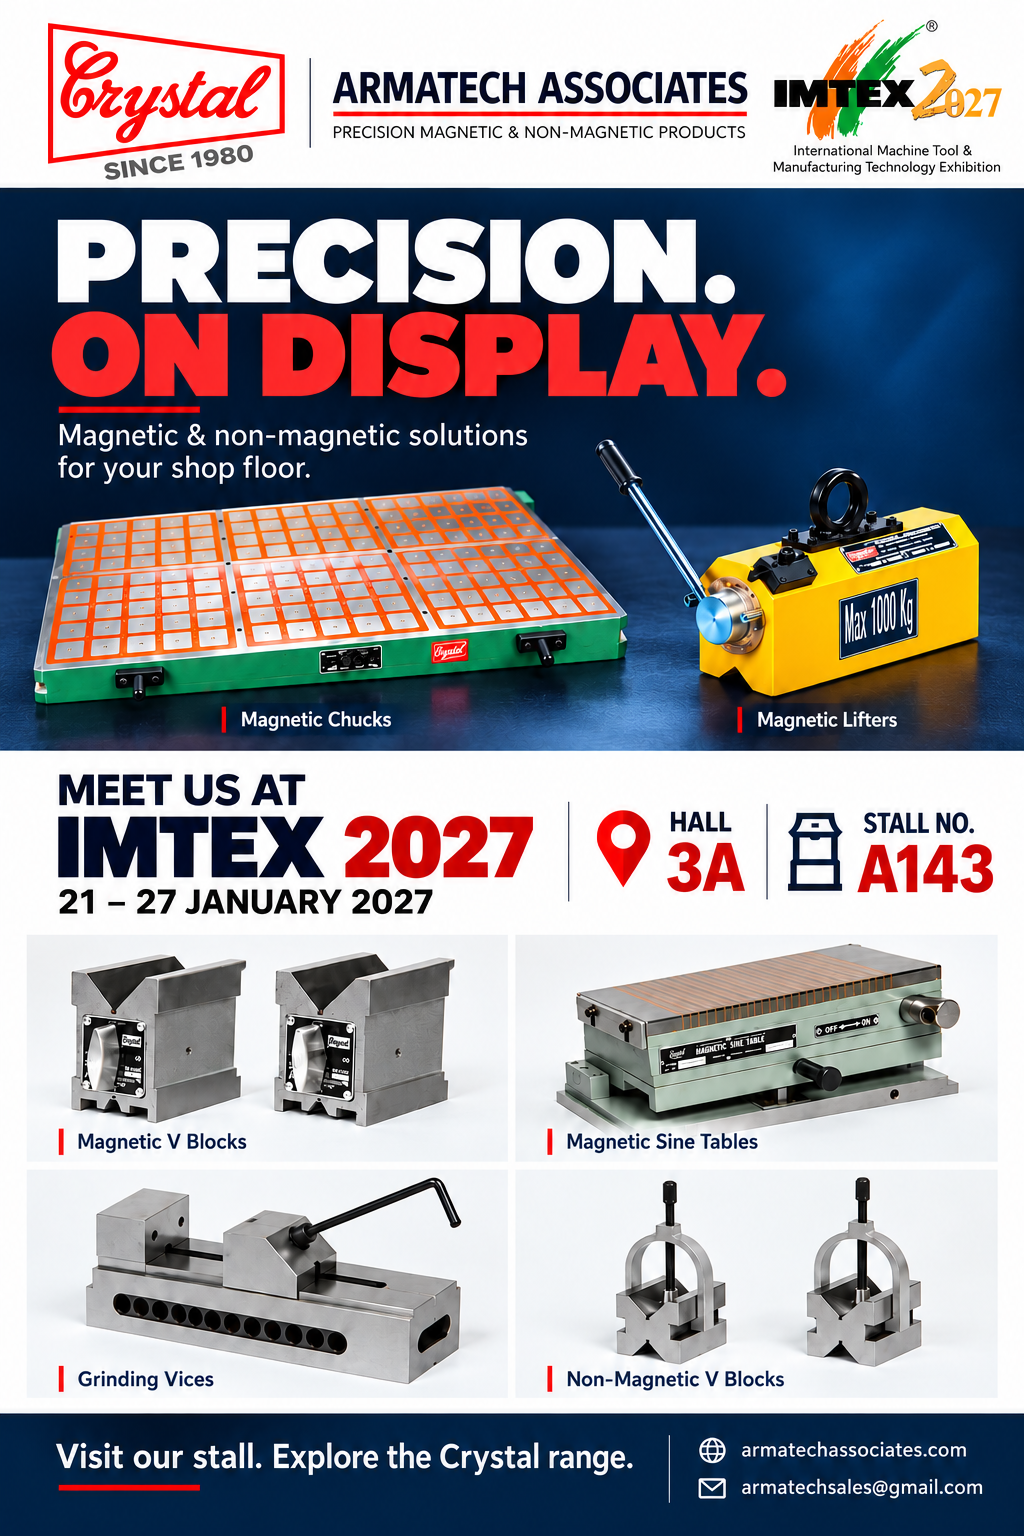 Crystal
SINCE 1980
ARMATECH ASSOCIATES
PRECISION MAGNETIC & NON-MAGNETIC PRODUCTS
®
IMTEX 2027
International Machine Tool &
Manufacturing Technology Exhibition
PRECISION.
ON DISPLAY.
Magnetic & non-magnetic solutions
for your shop floor.
Crystal
Max 1000 Kg
Magnetic Chucks
Magnetic Lifters
MEET US AT
IMTEX 2027
21 – 27 JANUARY 2027
HALL
3A
STALL NO.
A143
Crystal
MAGNETIC SINE TABLE
OFF ON
Magnetic V Blocks
Magnetic Sine Tables
Grinding Vices
Non-Magnetic V Blocks
Visit our stall. Explore the Crystal range.
armatechassociates.com
armatechsales@gmail.com